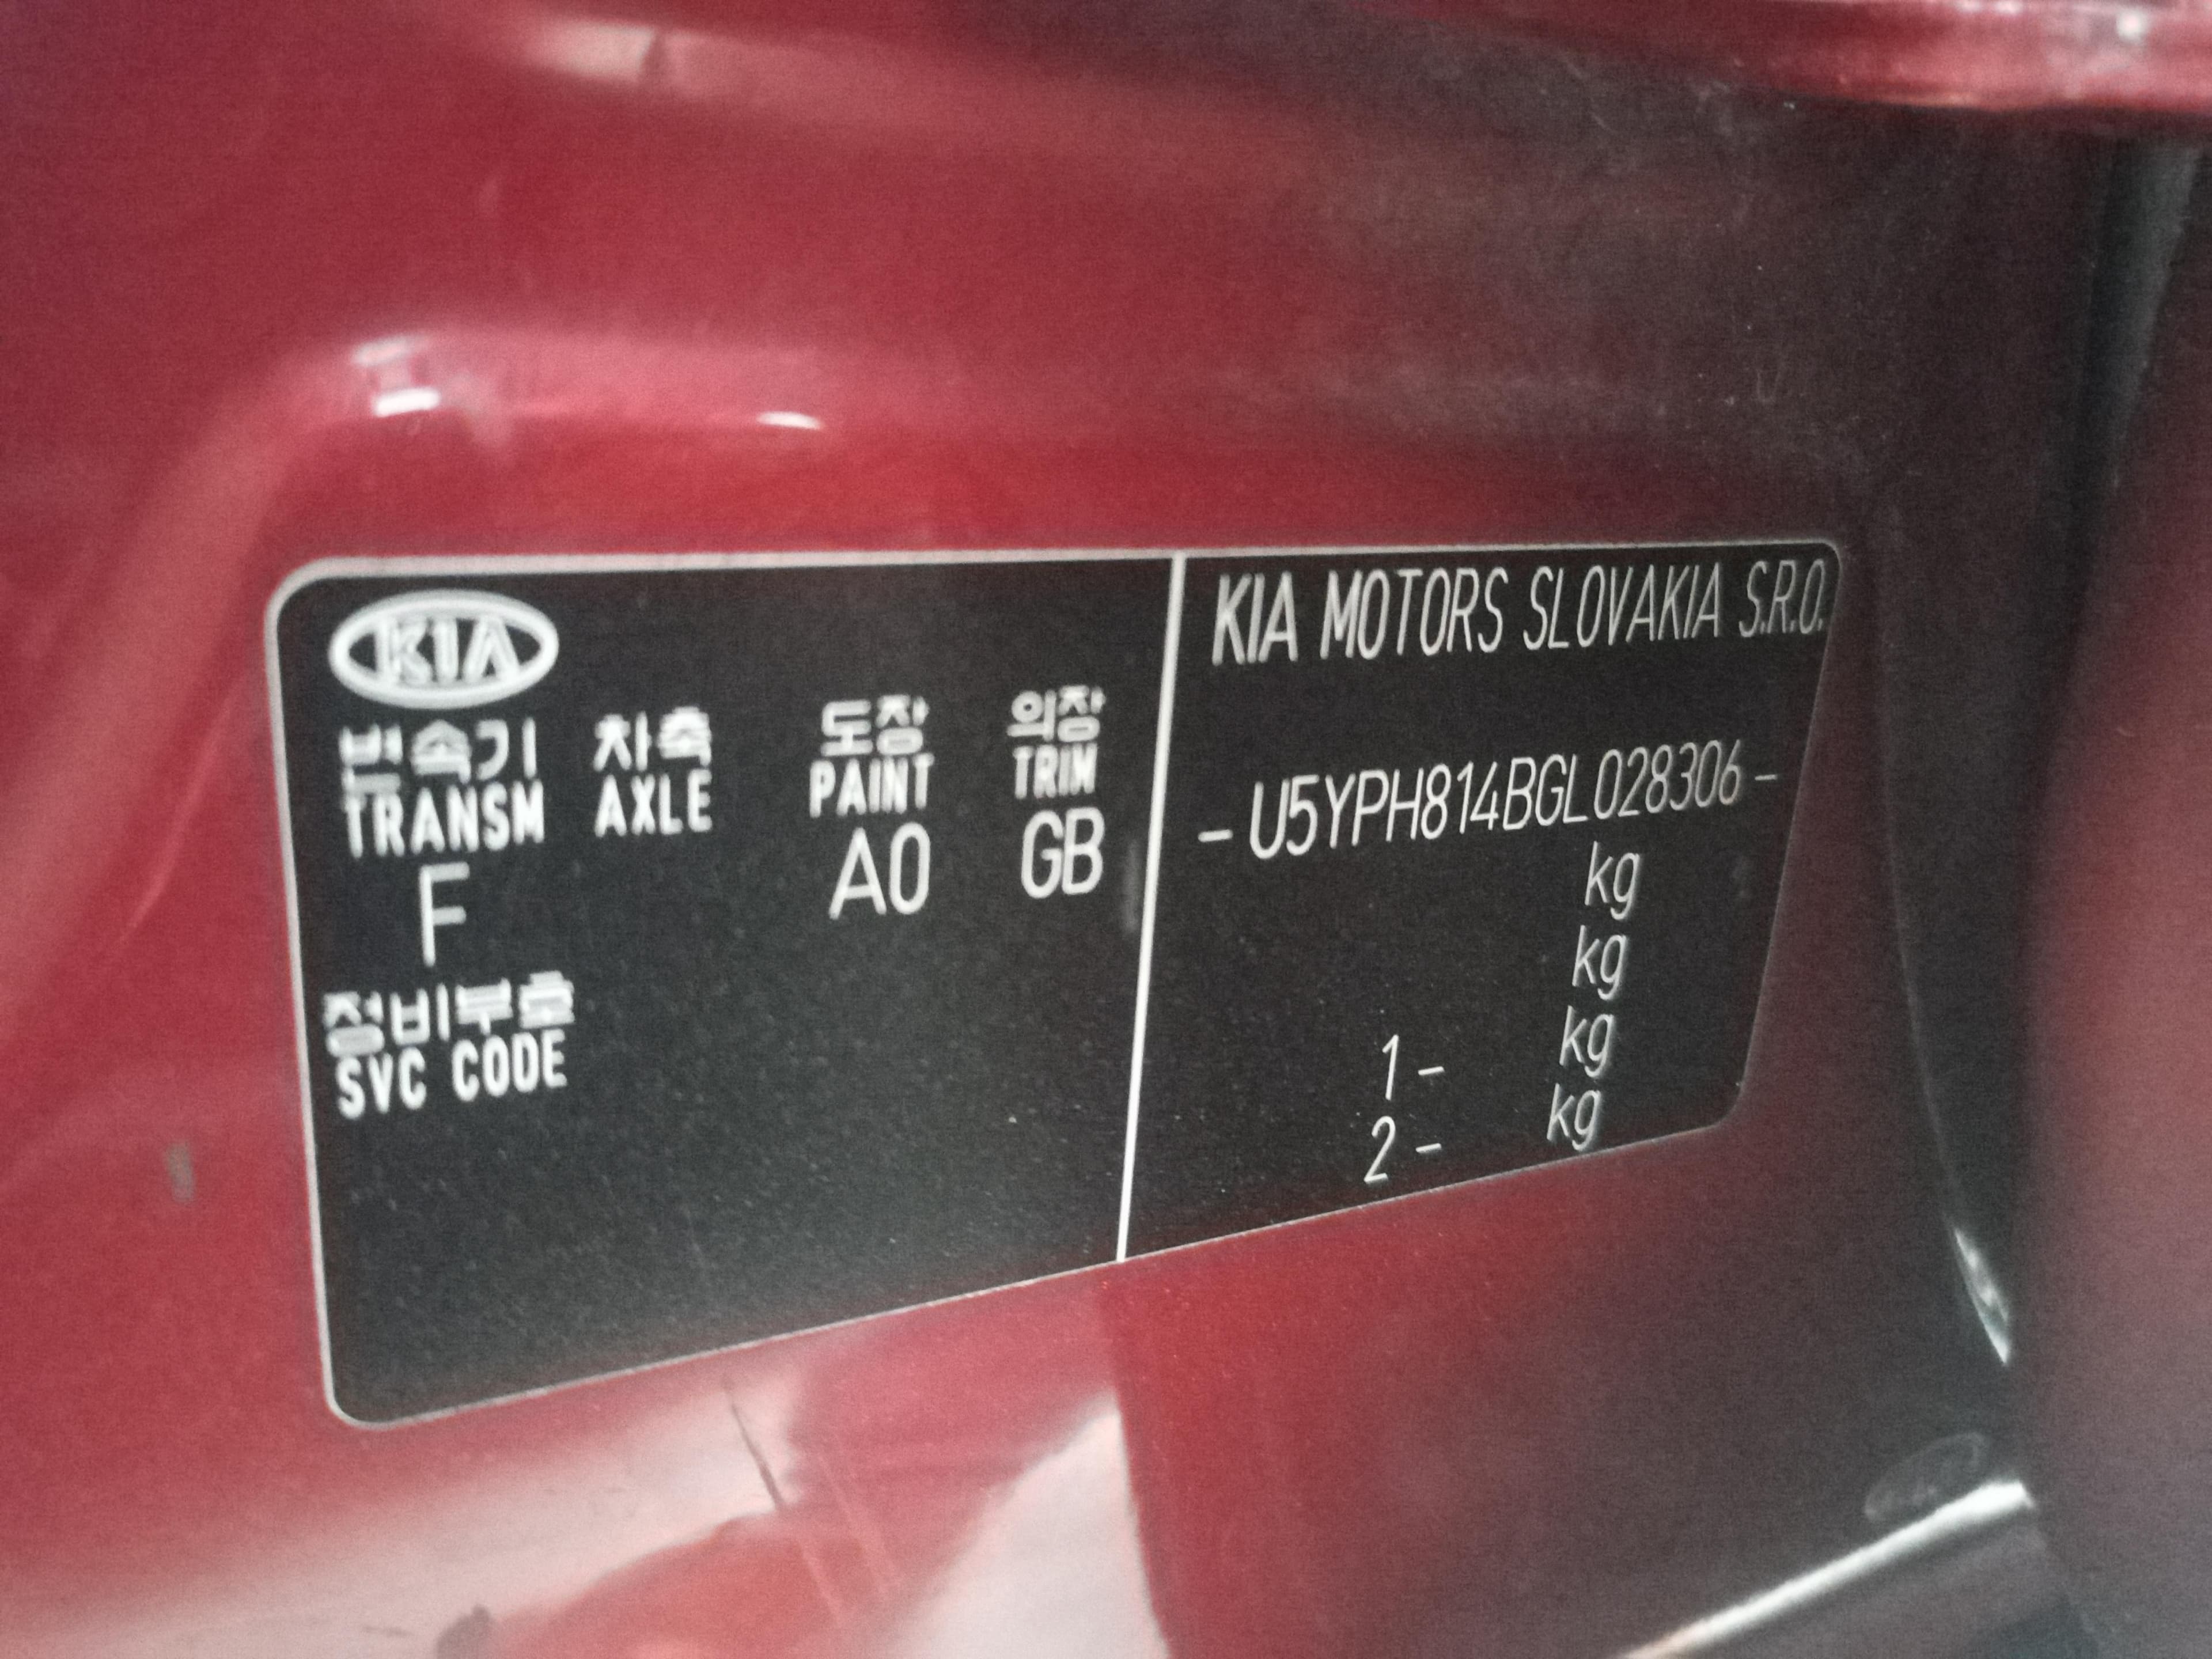 KIA
변속기 차축 도장 의장
TRANSM AXLE PAINT TRIM
F A0 GB
정비부호
SVC CODE
KIA MOTORS SLOVAKIA S.R.O.
- U5YPH814BGL028306 -
kg
kg
1 - kg
2 - kg